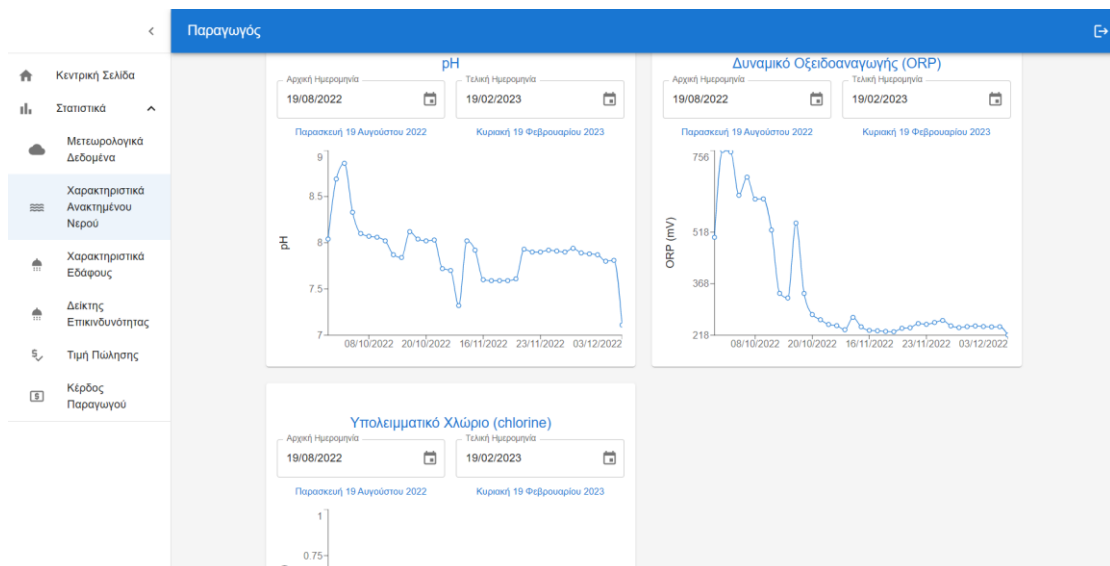 Παραγωγός
Κεντρική Σελίδα
Στατιστικά
Μετεωρολογικά
Δεδομένα
Χαρακτηριστικά
Ανακτημένου
Νερού
Χαρακτηριστικά
Εδάφους
Δείκτης
Επικινδυνότητας
Τιμή Πώλησης
Κέρδος
Παραγωγού
pH
Αρχική Ημερομηνία
19/08/2022
Τελική Ημερομηνία
19/02/2023
Παρασκευή 19 Αυγούστου 2022
Κυριακή 19 Φεβρουαρίου 2023
9
8.5
8
7.5
7
pH
08/10/2022 20/10/2022 16/11/2022 23/11/2022 03/12/2022
Δυναμικό Οξειδοαναγωγής (ORP)
Αρχική Ημερομηνία
19/08/2022
Τελική Ημερομηνία
19/02/2023
Παρασκευή 19 Αυγούστου 2022
Κυριακή 19 Φεβρουαρίου 2023
756
518
368
218
ORP (mV)
08/10/2022 20/10/2022 16/11/2022 23/11/2022 03/12/2022
Υπολειμματικό Χλώριο (chlorine)
Αρχική Ημερομηνία
19/08/2022
Τελική Ημερομηνία
19/02/2023
Παρασκευή 19 Αυγούστου 2022
Κυριακή 19 Φεβρουαρίου 2023
1
0.75